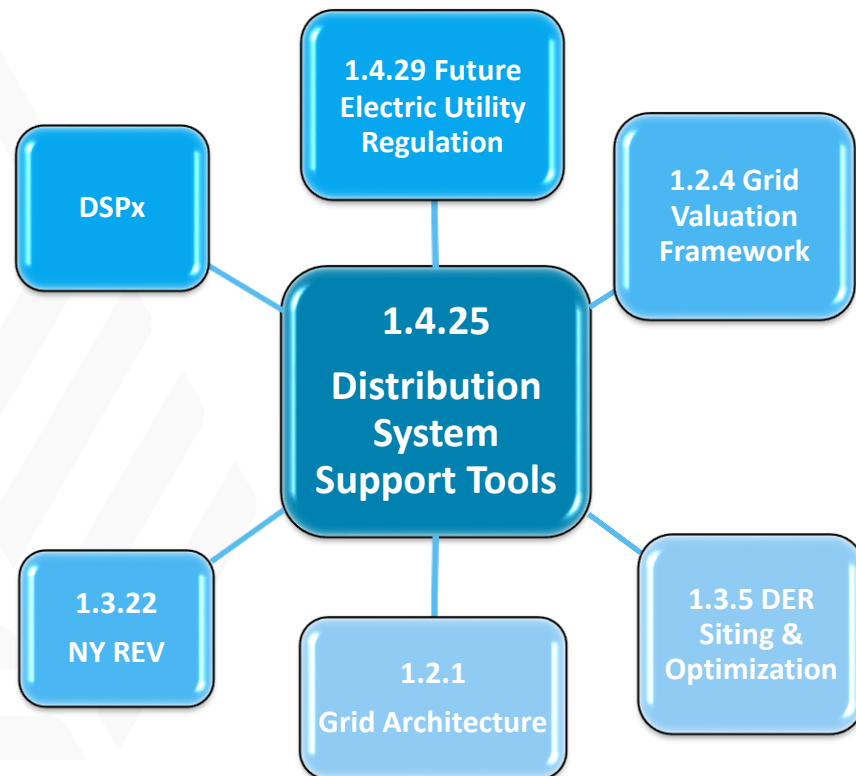 1.4.29 Future
Electric Utility
Regulation
DSPx
1.2.4 Grid
Valuation
Framework
1.4.25
Distribution
System
Support Tools
1.3.22
NY REV
1.2.1
Grid Architecture
1.3.5 DER
Siting &
Optimization